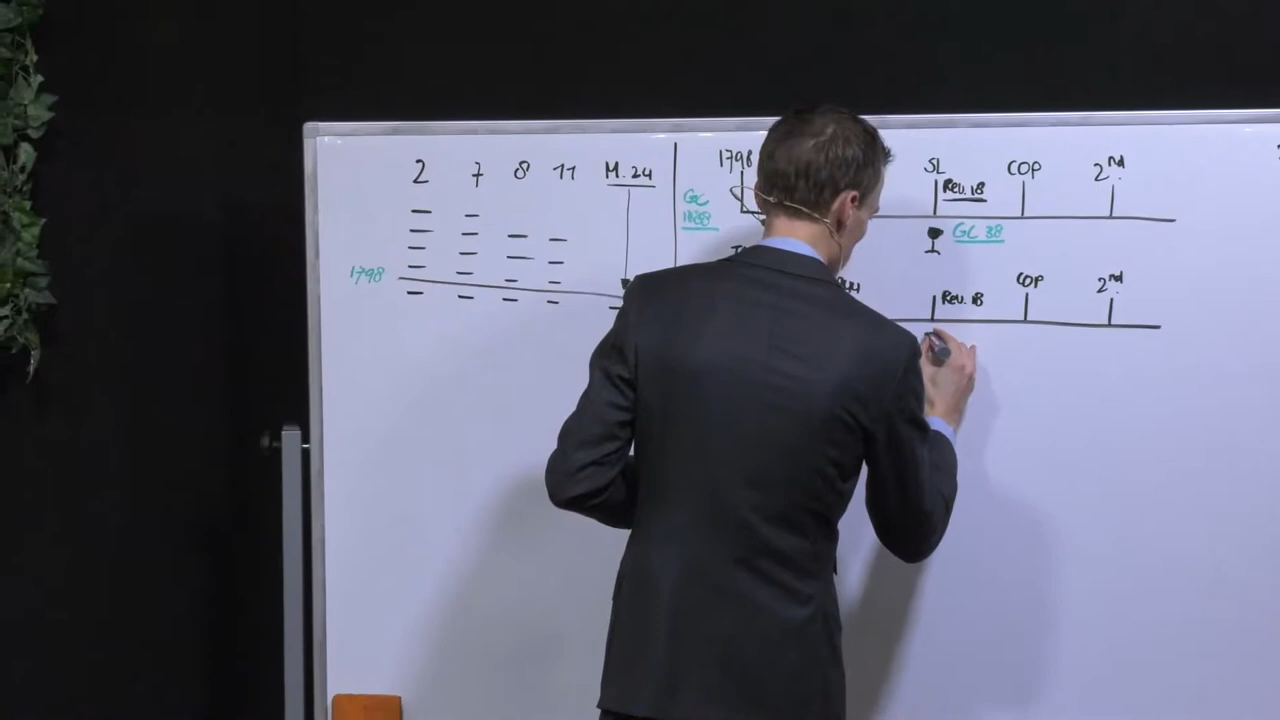 2 7 8 11 M.24
1798
1798 SL COP 2nd
Rev. 18
GC
GC 38
COP 2nd
Rev. 18